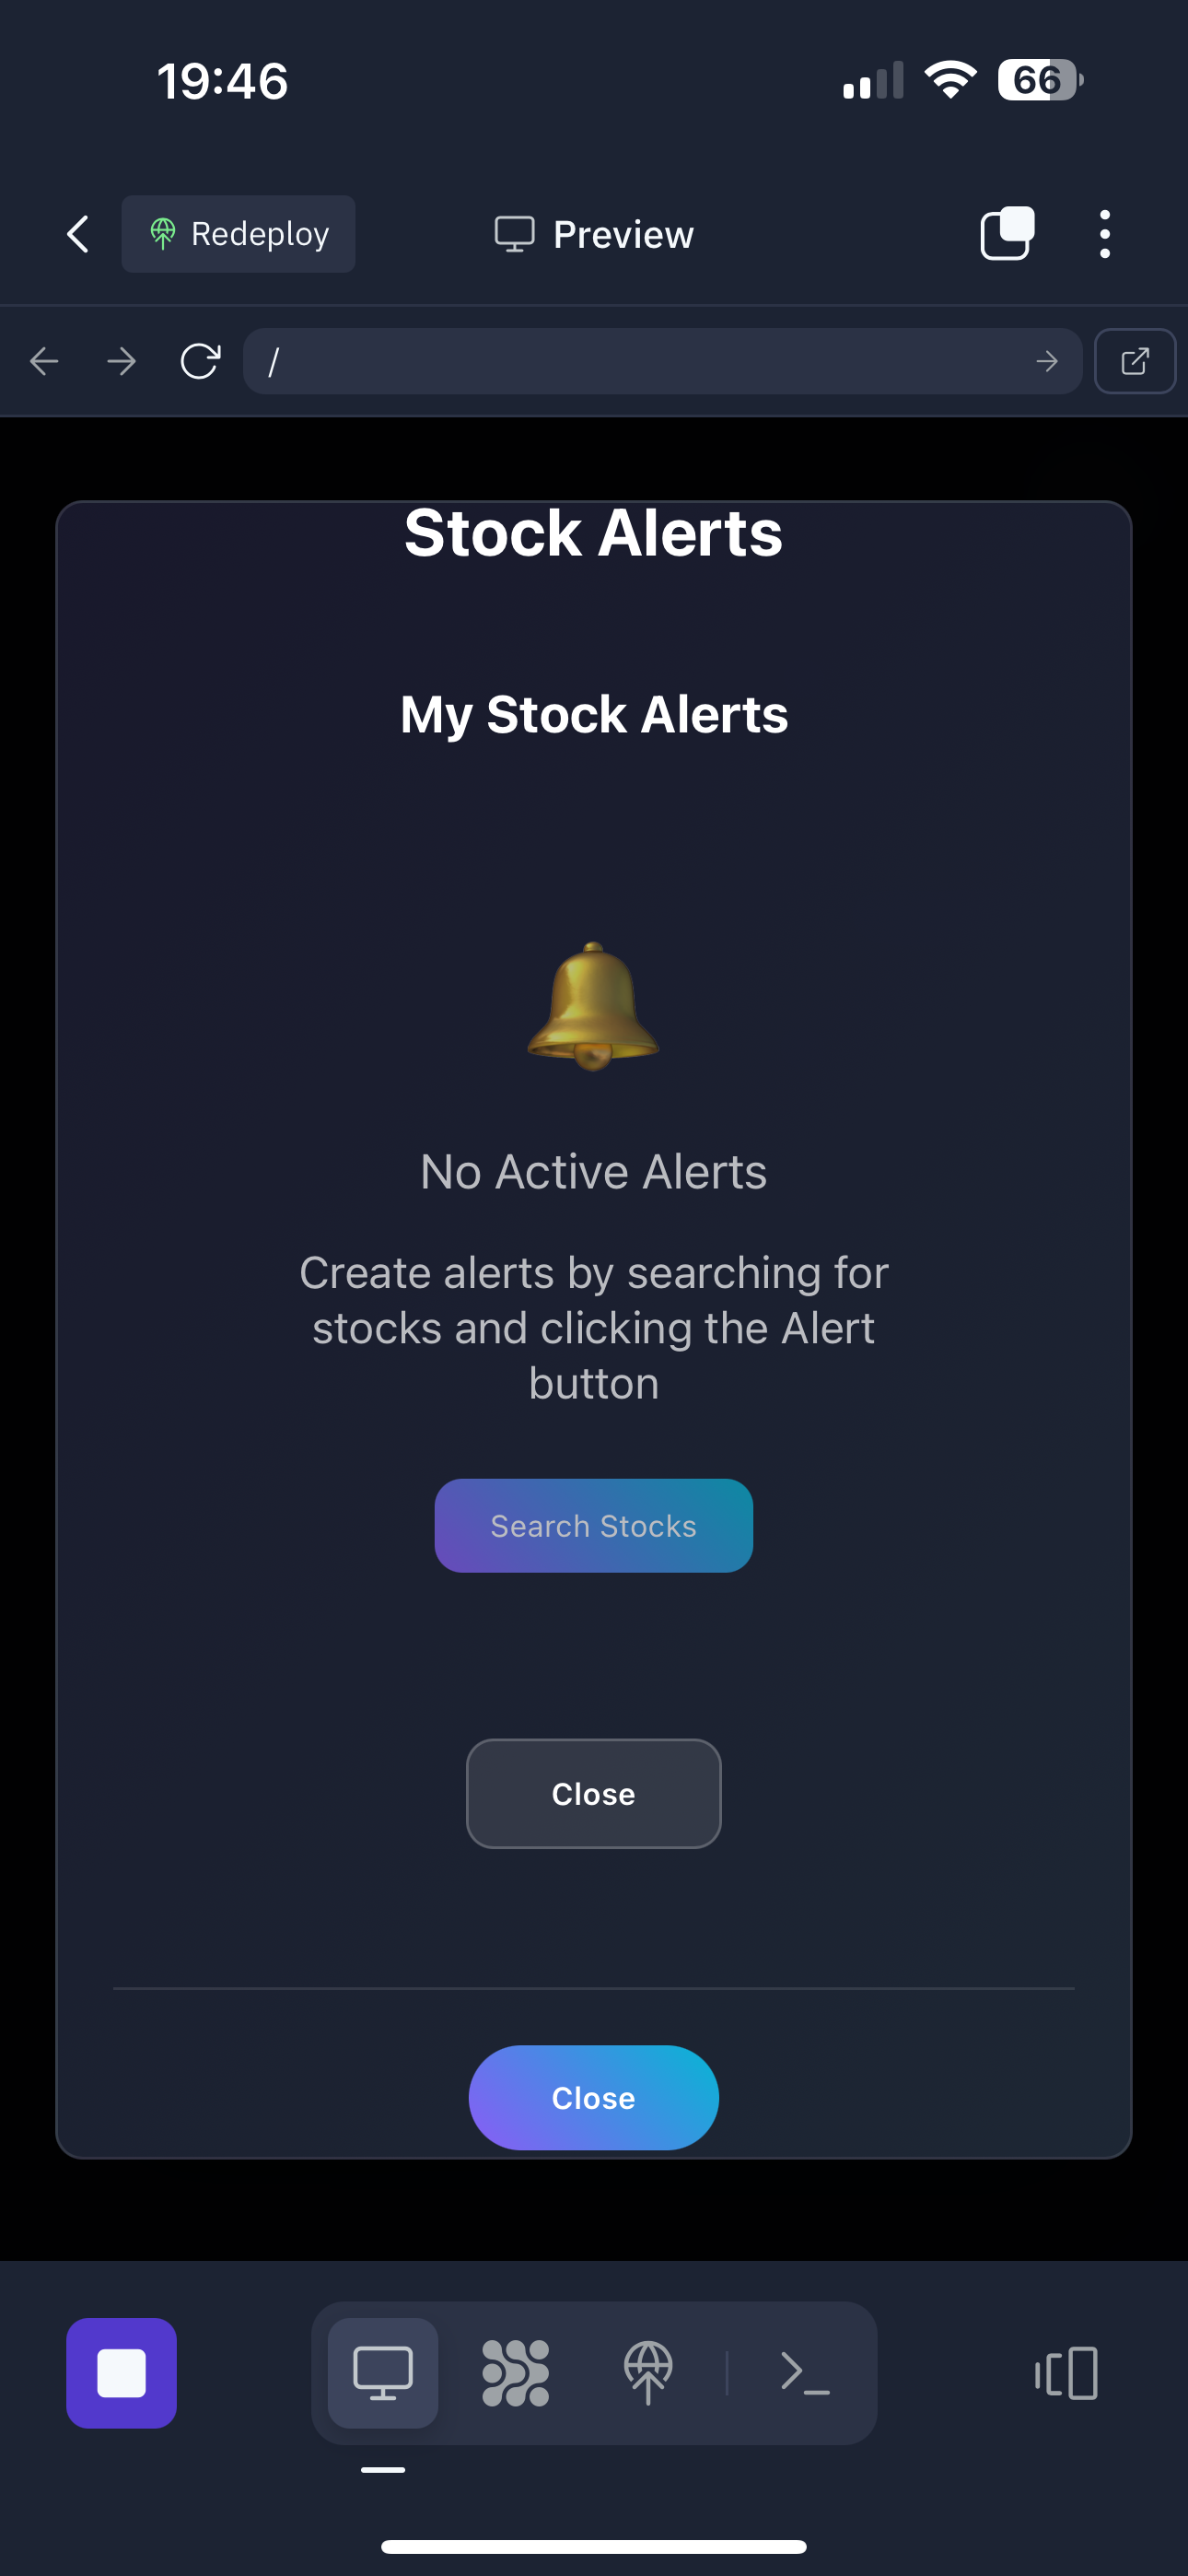 19:46
66
Redeploy
Preview
/
Stock Alerts
My Stock Alerts
No Active Alerts
Create alerts by searching for
stocks and clicking the Alert
button
Search Stocks
Close
Close